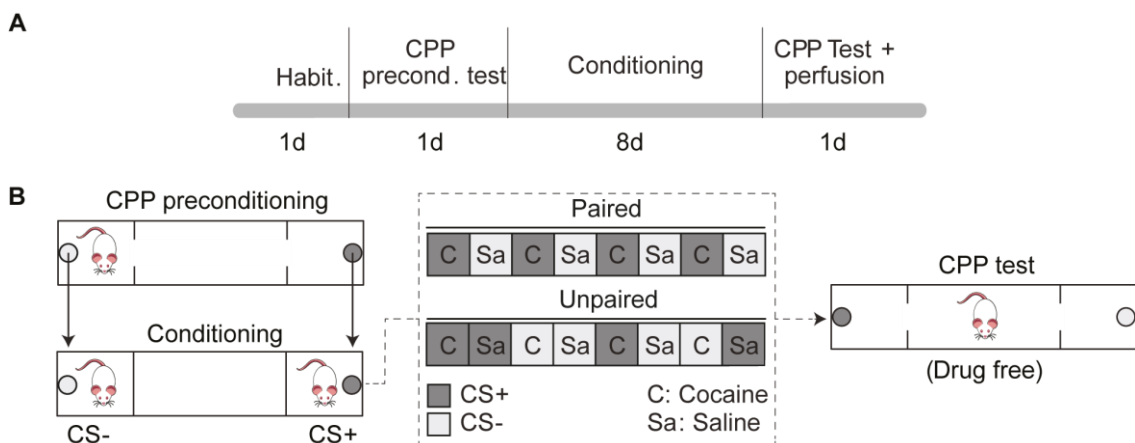 A
Habit.
CPP
precond. test
Conditioning
CPP Test +
perfusion
1d
1d
8d
1d
B
CPP preconditioning
Conditioning
CS-
CS+
Paired
C Sa C Sa C Sa C Sa
Unpaired
C Sa C Sa C Sa C Sa
CS+
C: Cocaine
CS-
Sa: Saline
CPP test
(Drug free)